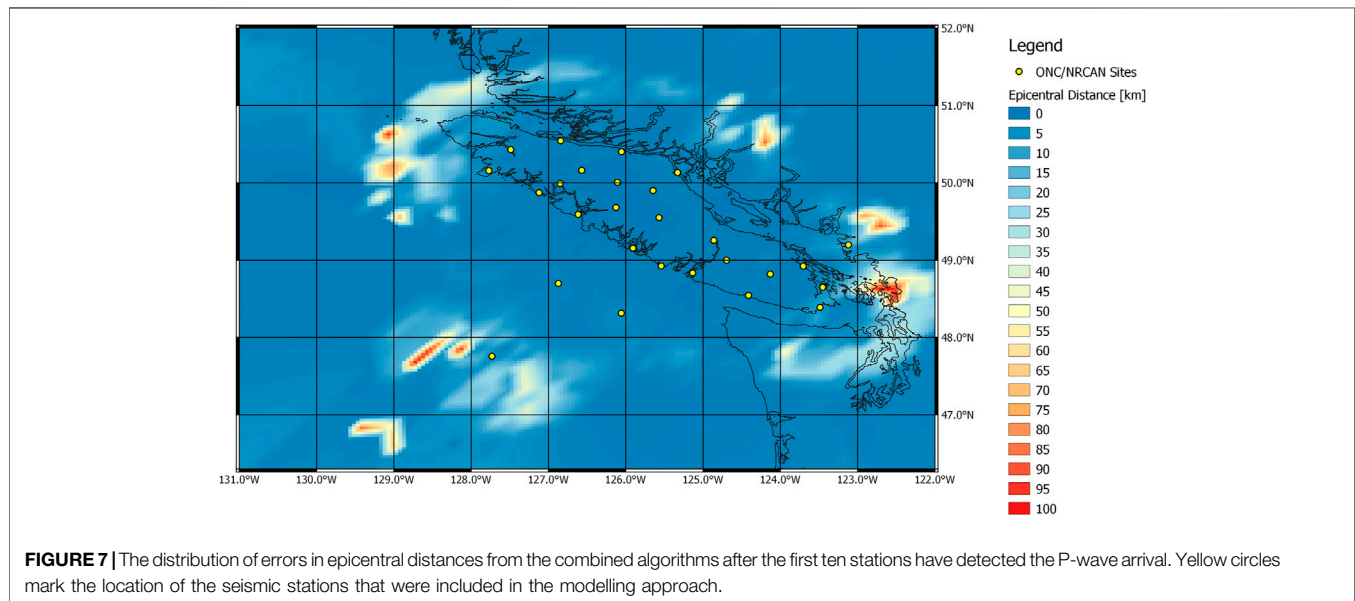 52.0°N
51.0°N
50.0°N
49.0°N
48.0°N
47.0°N
131.0°W 130.0°W 129.0°W 128.0°W 127.0°W 126.0°W 125.0°W 124.0°W 123.0°W 122.0°W
Legend
ONC/NRCAN Sites
Epicentral Distance [km]
0
5
10
15
20
25
30
35
40
45
50
55
60
65
70
75
80
85
90
95
100
FIGURE 7 | The distribution of errors in epicentral distances from the combined algorithms after the first ten stations have detected the P-wave arrival. Yellow circles
mark the location of the seismic stations that were included in the modelling approach.